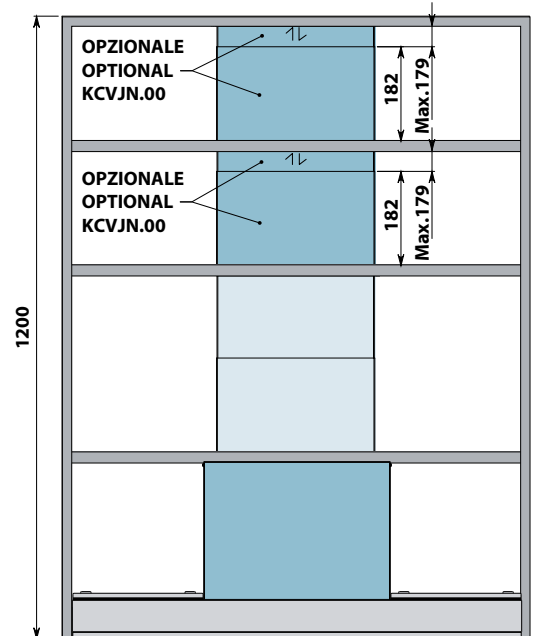 OPZIONALE
OPTIONAL
KCVJN.00
182
Max.179
OPZIONALE
OPTIONAL
KCVJN.00
182
Max.179
1200